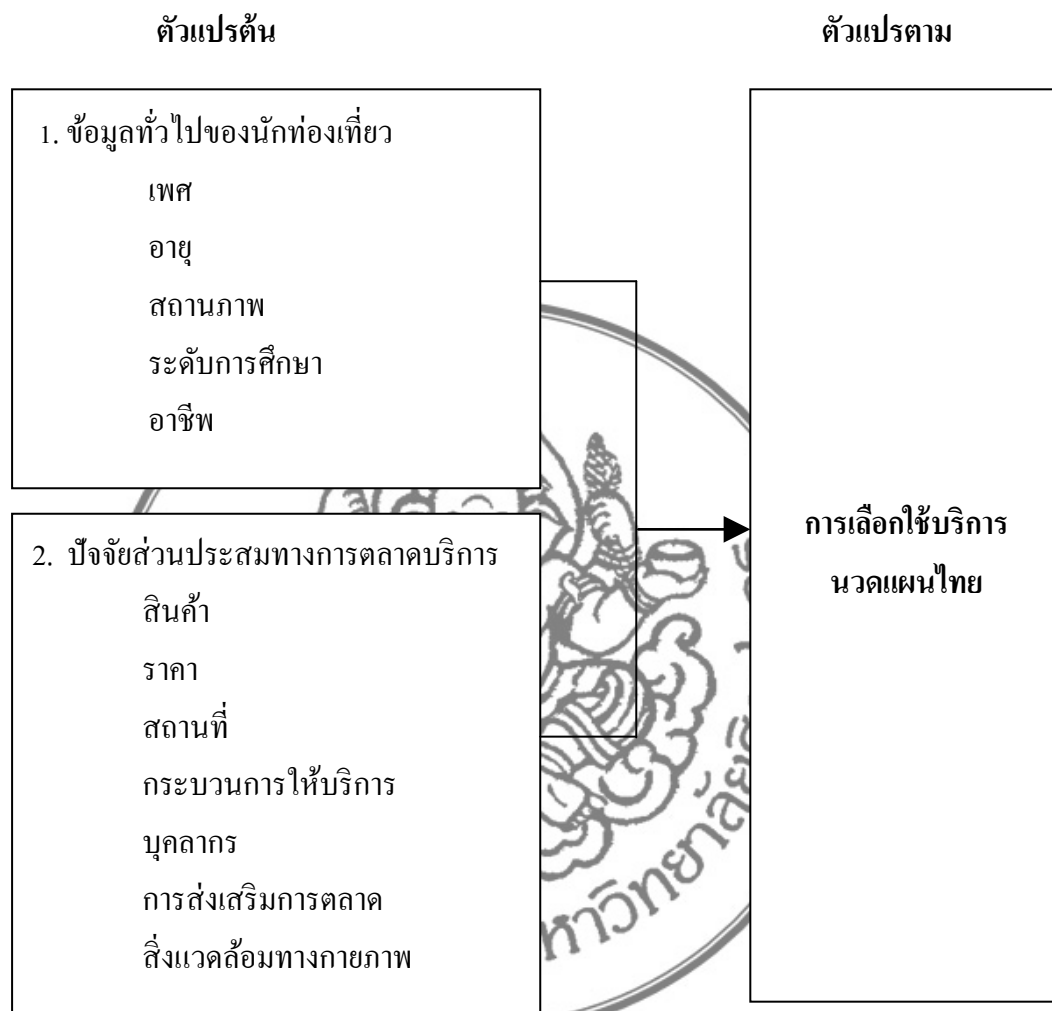 ตัวแปรต้น
ตัวแปรตาม
1. ข้อมูลทั่วไปของนักท่องเที่ยว
เพศ
อายุ
สถานภาพ
ระดับการศึกษา
อาชีพ
2. ปัจจัยส่วนประสมทางการตลาดบริการ
สินค้า
ราคา
สถานที่
กระบวนการให้บริการ
บุคลากร
การส่งเสริมการตลาด
สิ่งแวดล้อมทางกายภาพ
การเลือกใช้บริการ
นวดแผนไทย